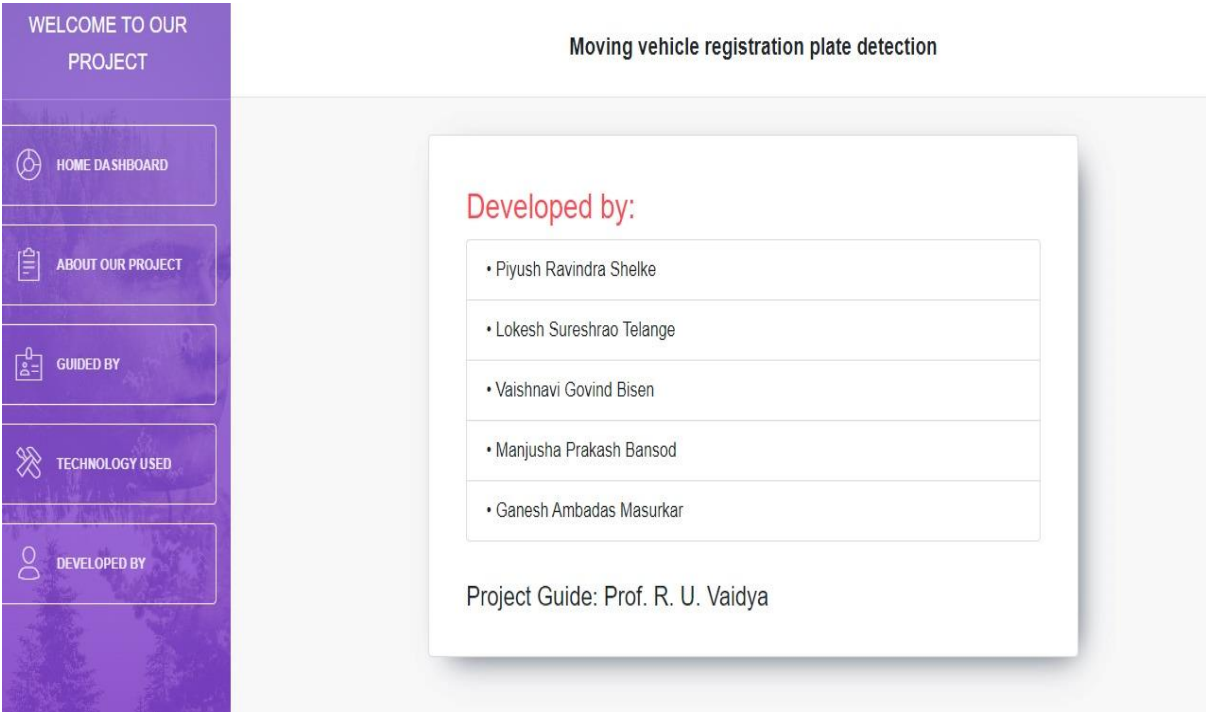 WELCOME TO OUR
PROJECT
HOME DASHBOARD
ABOUT OUR PROJECT
GUIDED BY
TECHNOLOGY USED
DEVELOPED BY
Moving vehicle registration plate detection
Developed by:
• Piyush Ravindra Shelke
• Lokesh Sureshrao Telange
• Vaishnavi Govind Bisen
• Manjusha Prakash Bansod
• Ganesh Ambadas Masurkar
Project Guide: Prof. R. U. Vaidya